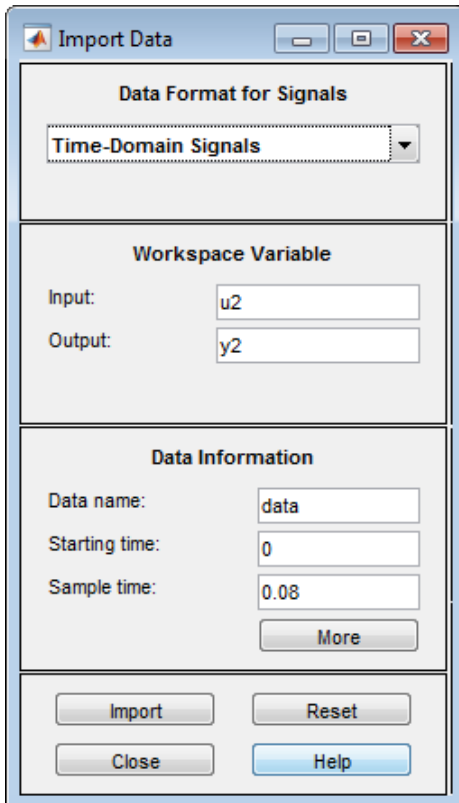 Import Data
Data Format for Signals
Time-Domain Signals
Workspace Variable
Input: u2
Output: y2
Data Information
Data name: data
Starting time: 0
Sample time: 0.08
More
Import Reset
Close Help